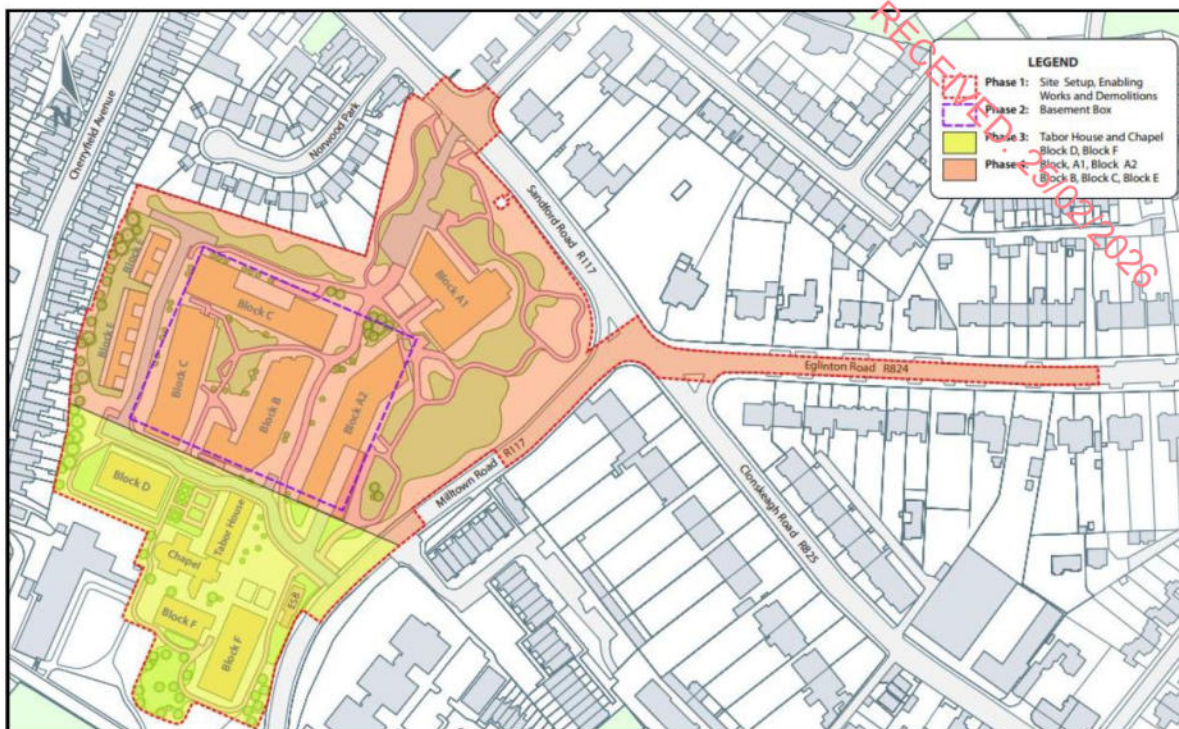 RECEIVED: 25/02/2026
LEGEND
Phase 1: Site Setup, Enabling
Works and Demolitions
Phase 2: Basement Box
Phase 3: Tabor House and Chapel
Block D, Block F
Phase 4: Block, A1, Block A2
Block B, Block C, Block E
N
Cherryfield Avenue
Norwood Park
Sandford Road R117
Block E
Block A1
Block C
Block E
Block C
Block B
Block A2
Eglinton Road R824
R117
Milltown Road
Clonskeagh Road R825
Block D
Tabor House
Chapel
ESB
Block F
Block F